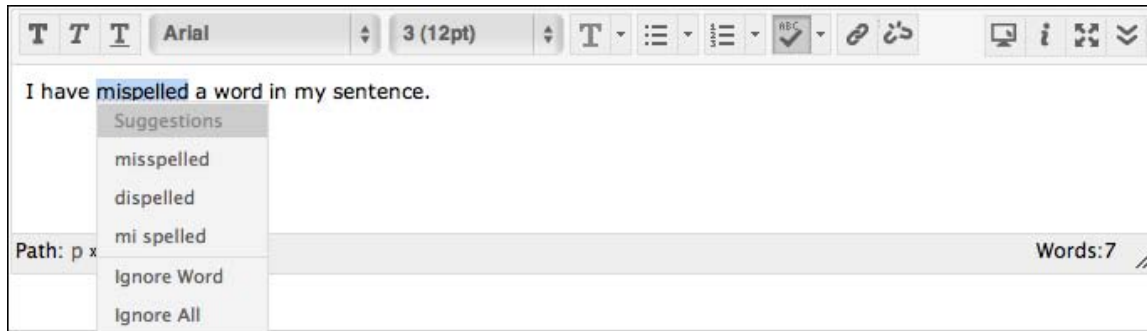 T T T Arial 3 (12pt) T ABC i
I have mispelled a word in my sentence.
Suggestions
misspelled
dispelled
mi spelled
Path: p
Words:7
Ignore Word
Ignore All